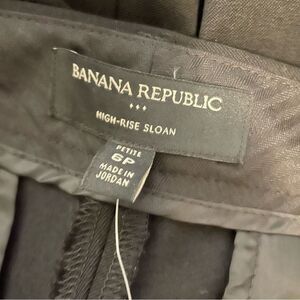 BANANA REPUBLIC
HIGH-RISE SLOAN
PETITE
6P
MADE IN
JORDAN